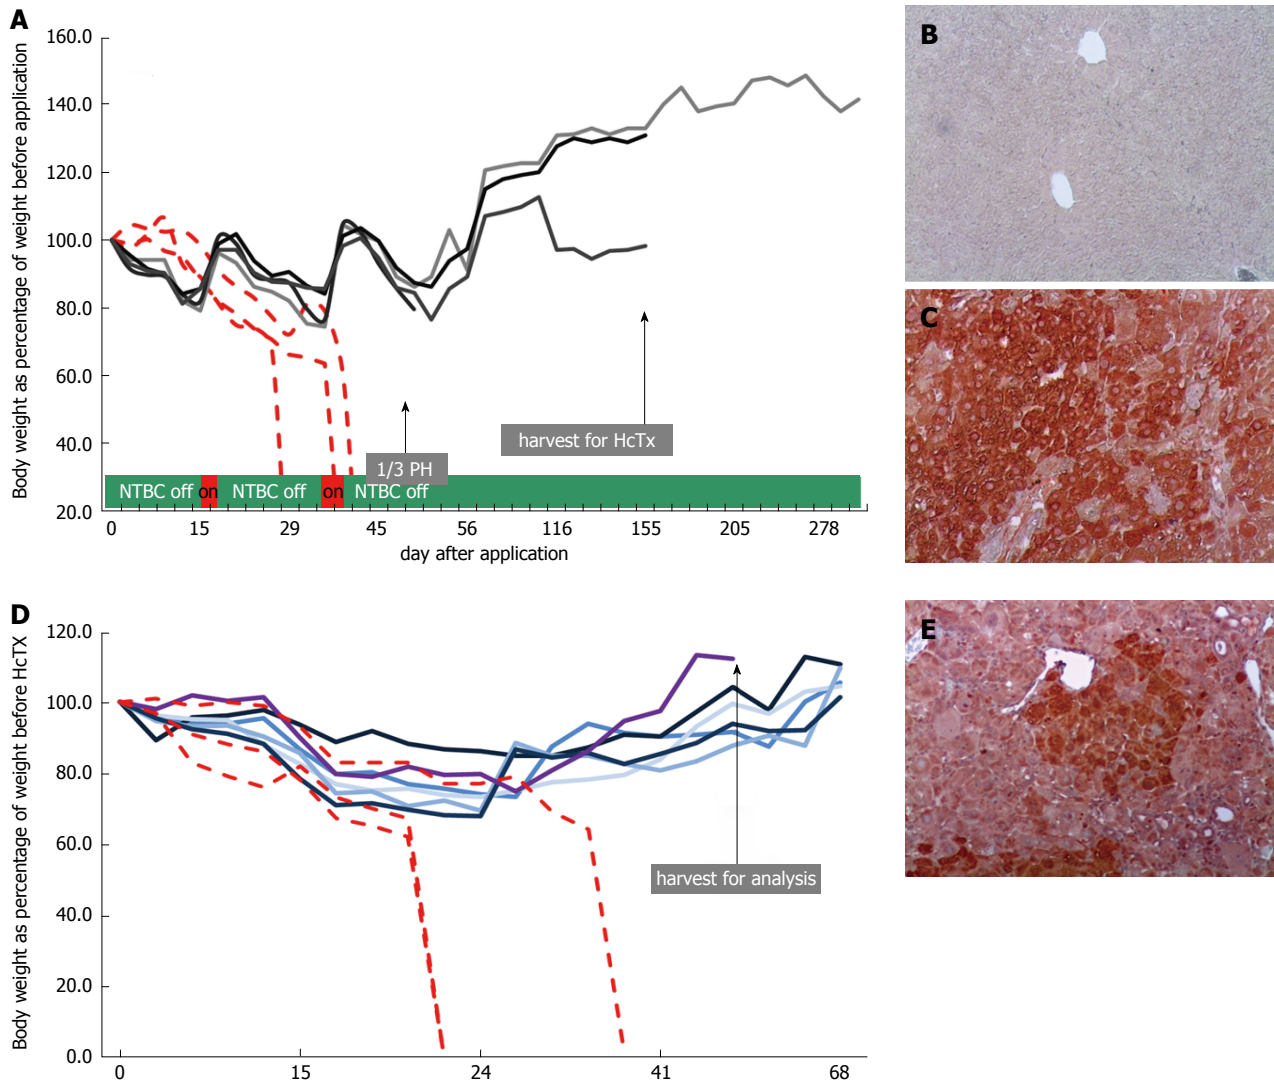 A
B
Body weight as percentage of weight before application
160.0
140.0
120.0
100.0
80.0
60.0
40.0
20.0
harvest for HcTx
1/3 PH
NTBC off on NTBC off on NTBC off
0 15 29 45 56 116 155 205 278
day after application
C
D
E
Body weight as percentage of weight before HcTX
120.0
100.0
80.0
60.0
40.0
20.0
0.0
harvest for analysis
0 15 24 41 68